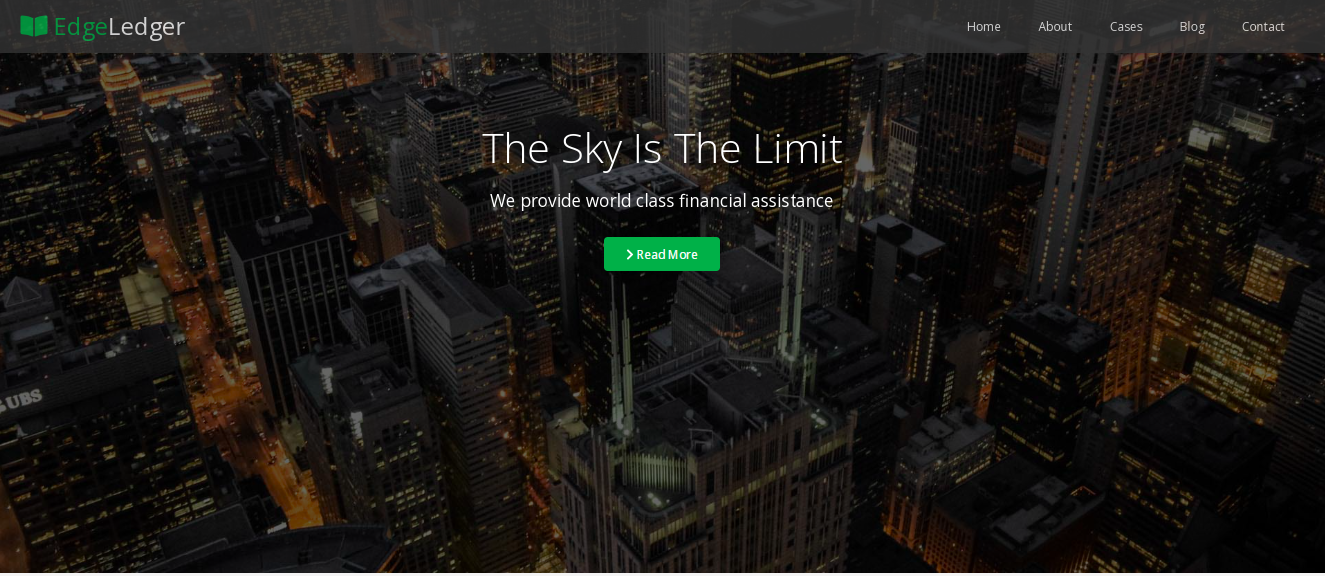 EdgeLedger
Home
About
Cases
Blog
Contact
The Sky Is The Limit
We provide world class financial assistance
Read More
UBS